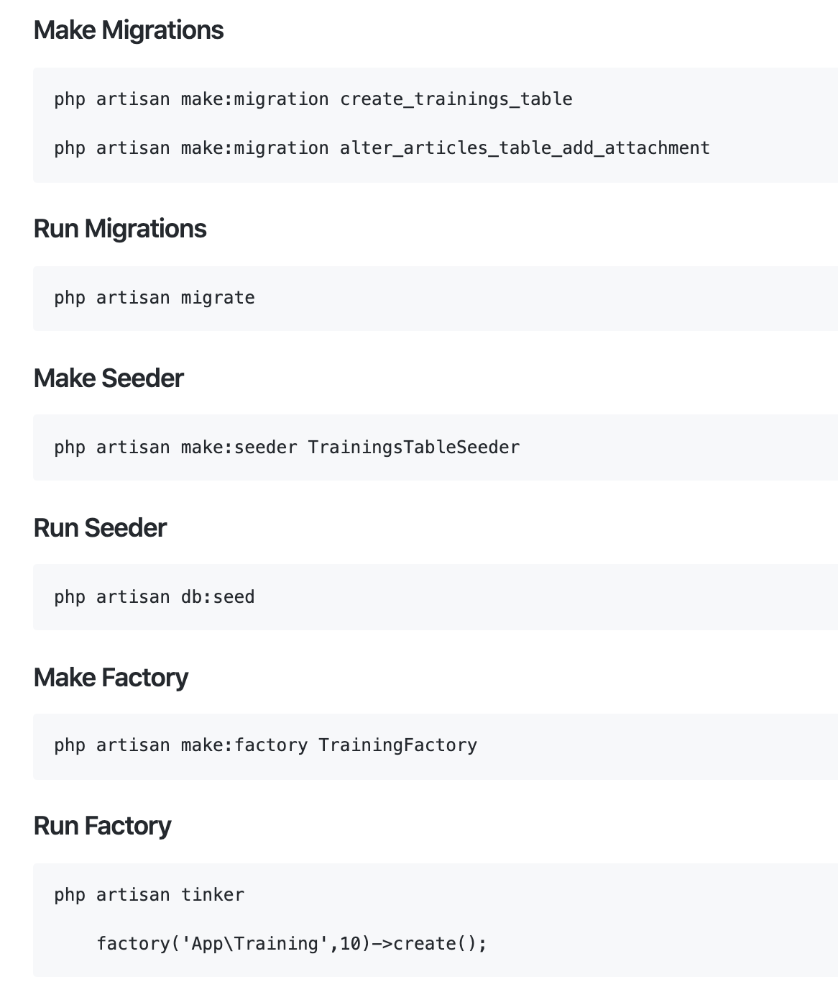 Make Migrations
php artisan make:migration create_trainings_table
php artisan make:migration alter_articles_table_add_attachment
Run Migrations
php artisan migrate
Make Seeder
php artisan make:seeder TrainingsTableSeeder
Run Seeder
php artisan db:seed
Make Factory
php artisan make:factory TrainingFactory
Run Factory
php artisan tinker
factory('App\Training',10)->create();